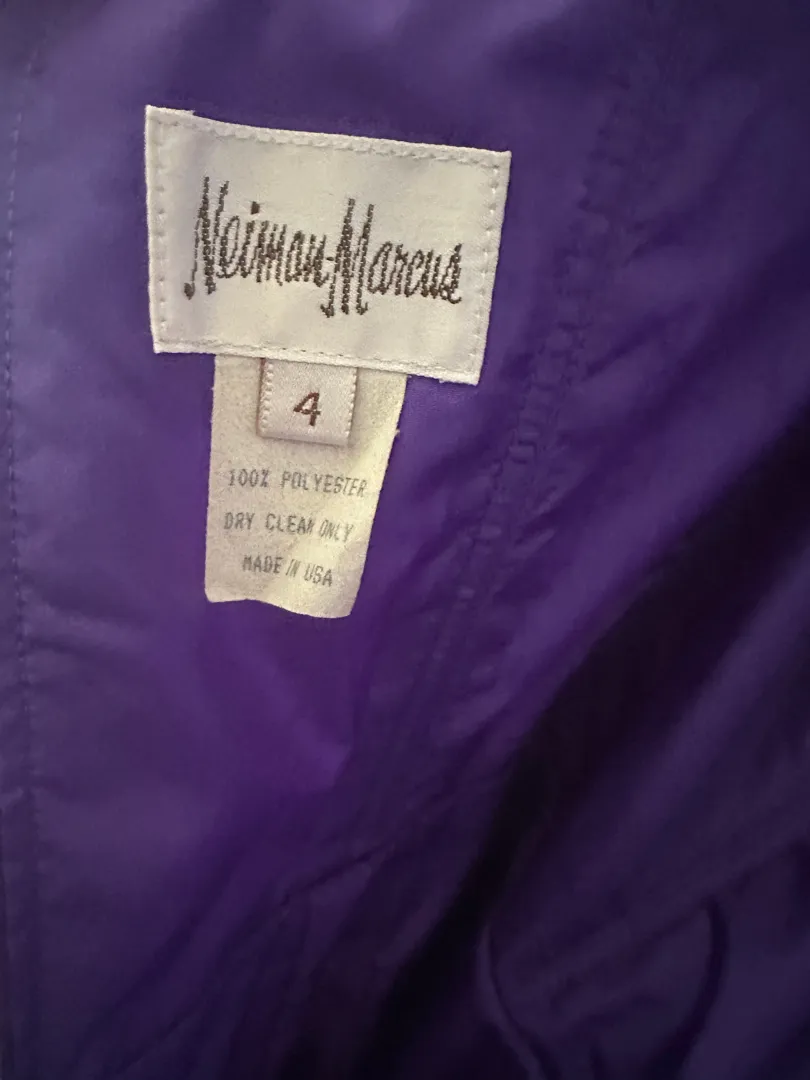 Neiman-Marcus
4
100% POLYESTER
DRY CLEAN ONLY
MADE IN USA